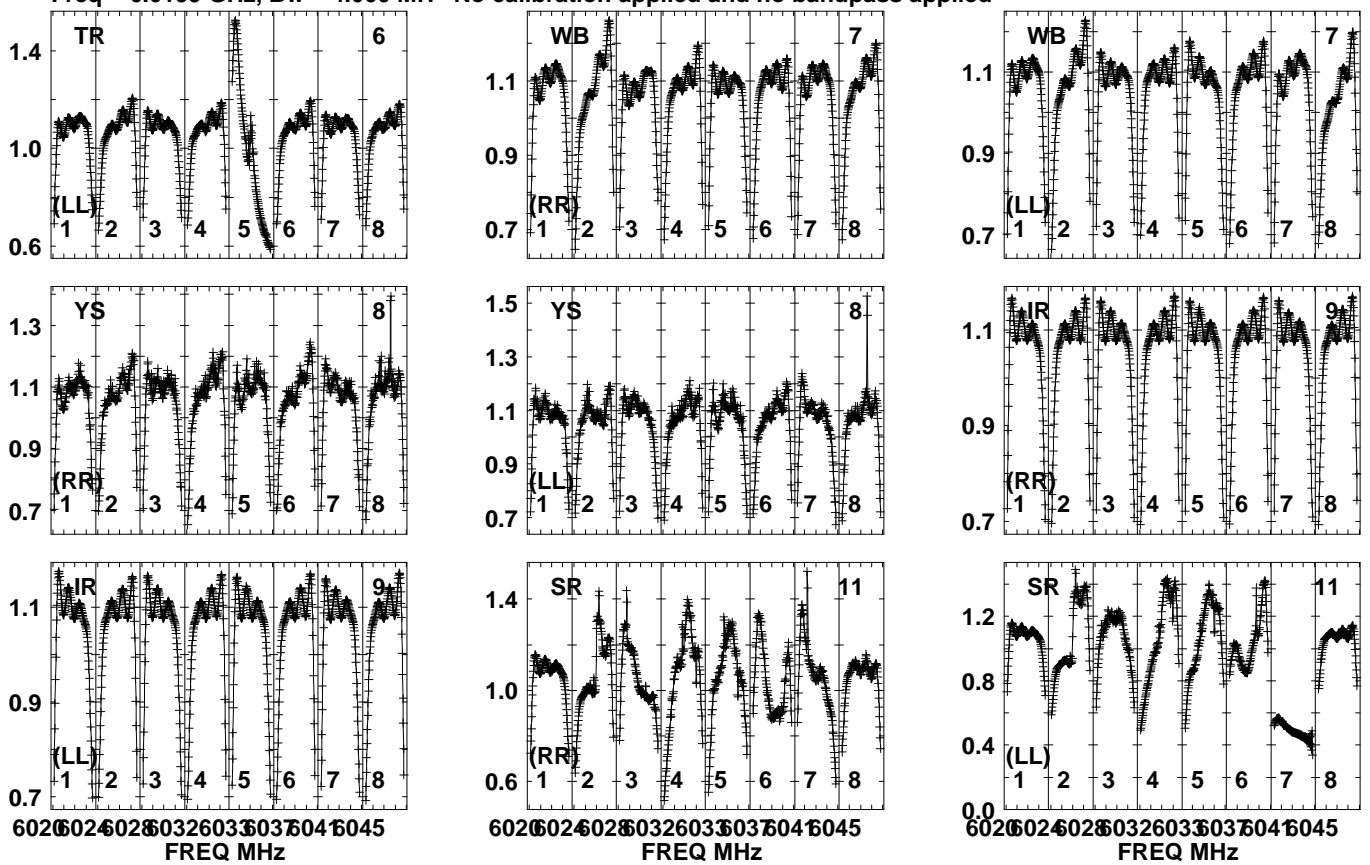 Freq GHz, Bw No calibration applied and no bandpass applied
TR 6
1.4
1.0
0.6
(LL)
1 2 3 4 5 6 7 8
WB 7
1.1
0.9
0.7
(RR)
1 2 3 4 5 6 7 8
WB 7
1.1
0.9
0.7
(LL)
1 2 3 4 5 6 7 8
YS 8
1.3
1.1
0.9
0.7
(RR)
1 2 3 4 5 6 7 8
YS 8
1.5
1.3
1.1
0.9
0.7
(LL)
1 2 3 4 5 6 7 8
IR 9
1.1
0.9
0.7
(RR)
1 2 3 4 5 6 7 8
IR 9
1.1
0.9
0.7
(LL)
1 2 3 4 5 6 7 8
6020 6024 6028 6032 6033 6037 6041 6045
FREQ MHz
SR 11
1.4
1.0
0.6
(RR)
1 2 3 4 5 6 7 8
6020 6024 6028 6032 6033 6037 6041 6045
FREQ MHz
SR 11
1.2
0.8
0.4
0.0
(LL)
1 2 3 4 5 6 7 8
6020 6024 6028 6032 6033 6037 6041 6045
FREQ MHz